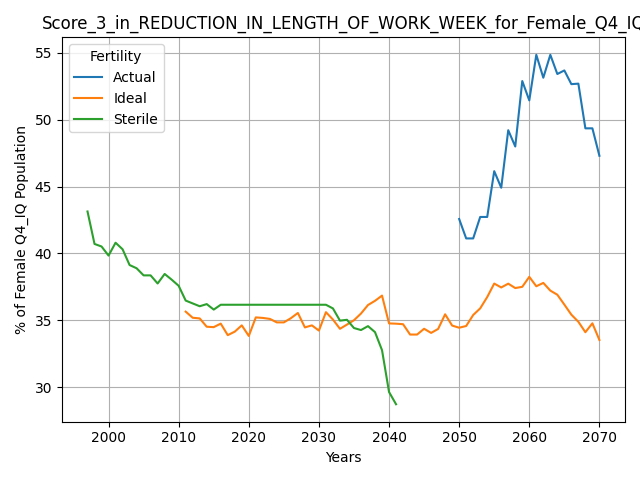 Score_3_in_REDUCTION_IN_LENGTH_OF_WORK_WEEK_for_Female_Q4_IQ
Fertility
Actual
Ideal
Sterile
% of Female Q4_IQ Population
55
50
45
40
35
30
2000 2010 2020 2030 2040 2050 2060 2070
Years